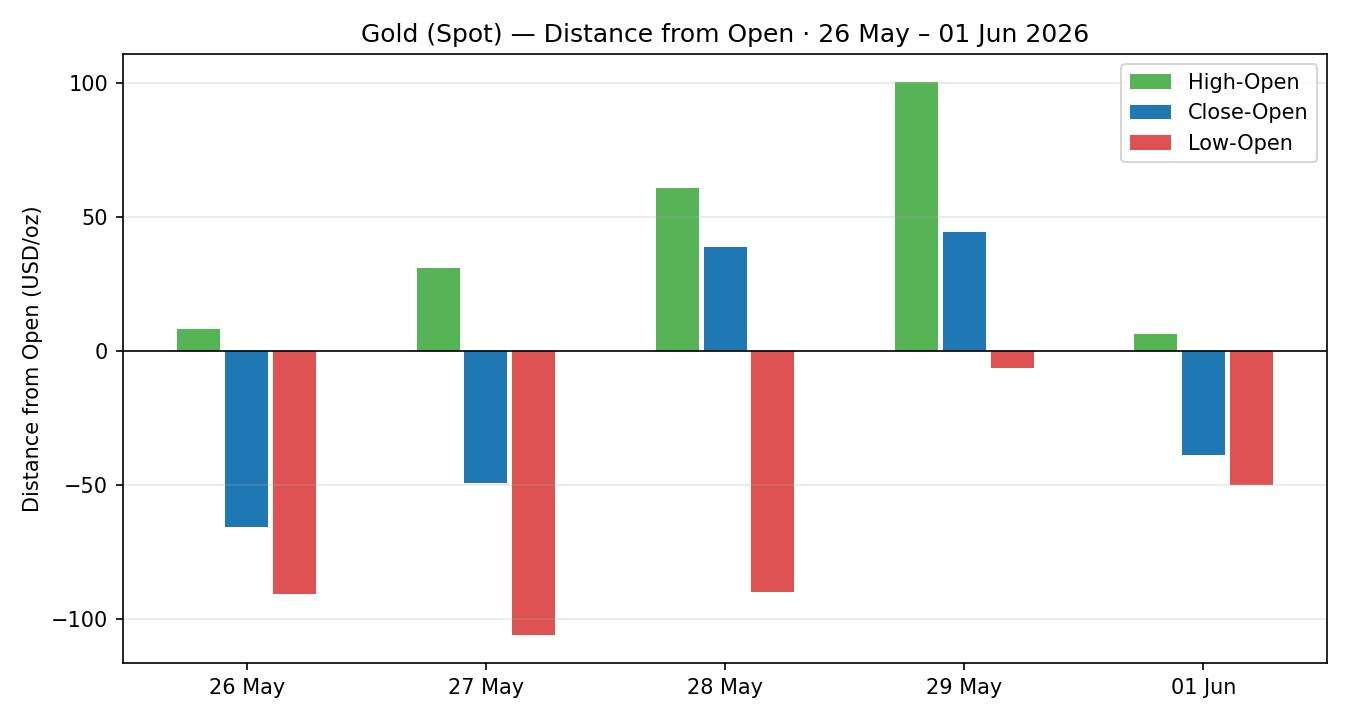 Gold (Spot) — Distance from Open · 26 May – 01 Jun 2026
High-Open
Close-Open
Low-Open
Distance from Open (USD/oz)
100
50
0
−50
−100
26 May
27 May
28 May
29 May
01 Jun